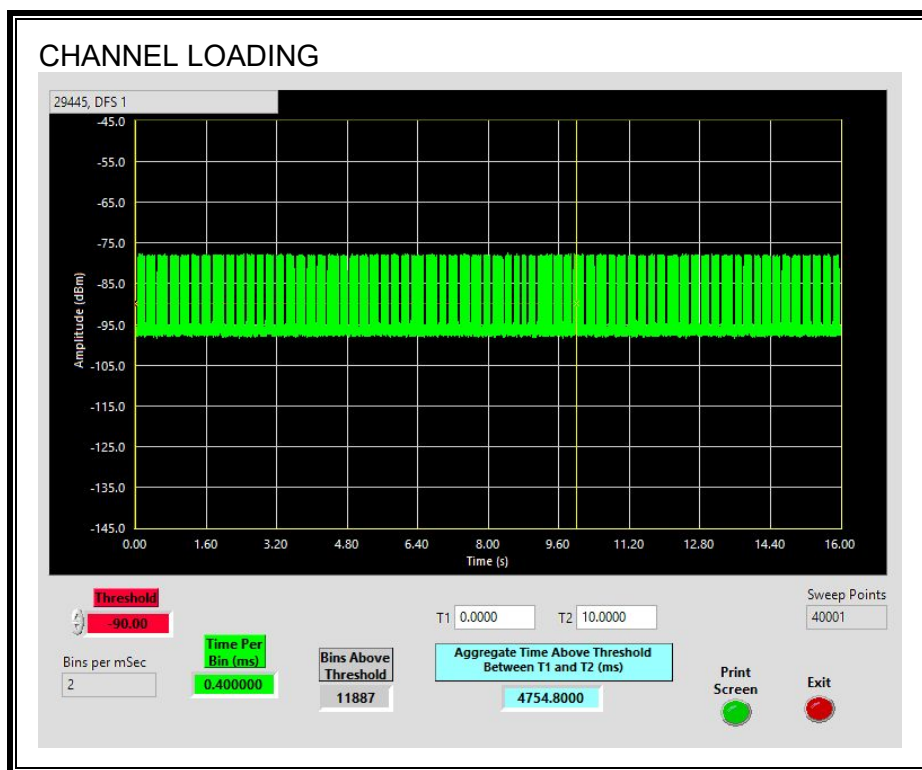 CHANNEL LOADING
29445, DFS 1
-45.0
-55.0
-65.0
-75.0
-85.0
-95.0
-105.0
-115.0
-125.0
-135.0
-145.0
Amplitude (dBm)
0.00 1.60 3.20 4.80 6.40 8.00 9.60 11.20 12.80 14.40 16.00
Time (s)
Threshold
-90.00
Bins per mSec
2
Time Per
Bin (ms)
0.400000
Bins Above
Threshold
11887
T1 0.0000 T2 10.0000
Aggregate Time Above Threshold
Between T1 and T2 (ms)
4754.8000
Sweep Points
40001
Print
Screen
Exit